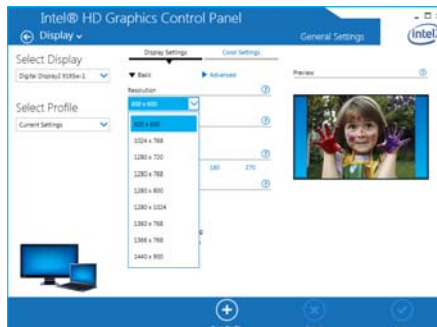 Intel® HD Graphics Control Panel
Display
General Settings
intel
Select Display
Select Profile
Current Settings
Display Settings
Color Settings
Basic
Advanced
Resolution
800 x 600
1024 x 768
1280 x 720
1280 x 768
1280 x 800
1280 x 1024
1360 x 768
1366 x 768
1440 x 900
180
270
Preview